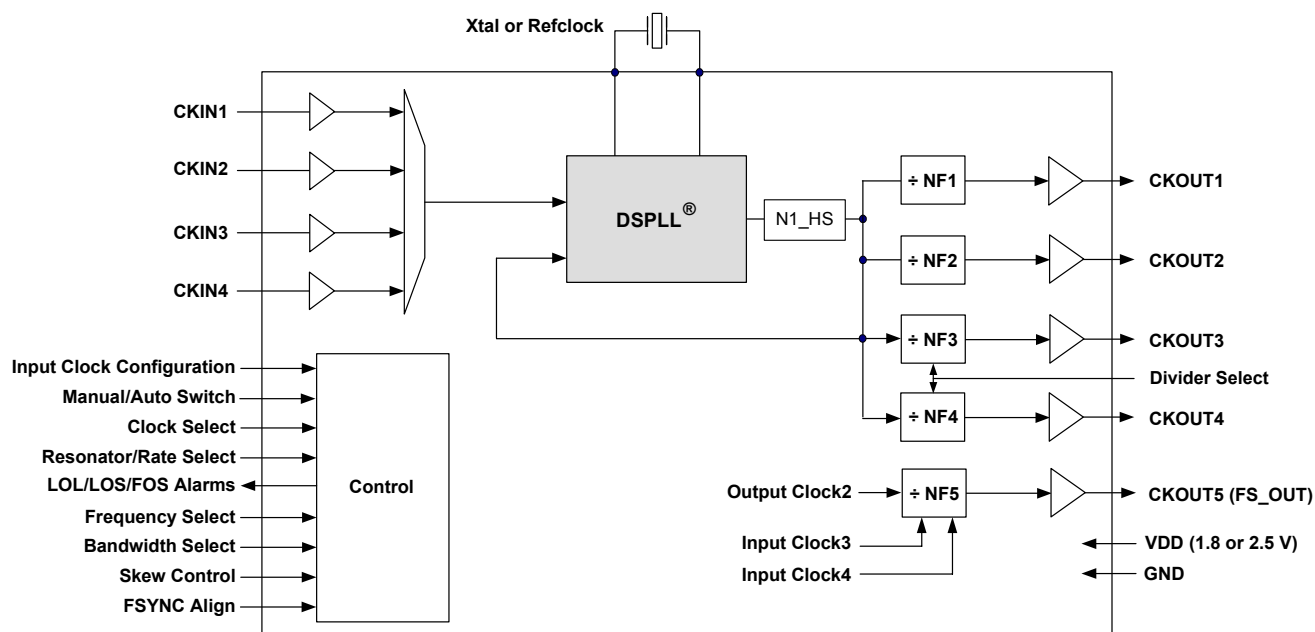 Xtal or Refclock
CKIN1
CKIN2
CKIN3
CKIN4
DSPLL®
N1_HS
÷ NF1
÷ NF2
÷ NF3
÷ NF4
÷ NF5
CKOUT1
CKOUT2
CKOUT3
Divider Select
CKOUT4
CKOUT5 (FS_OUT)
VDD (1.8 or 2.5 V)
GND
Output Clock2
Input Clock3
Input Clock4
Input Clock Configuration
Manual/Auto Switch
Clock Select
Resonator/Rate Select
LOL/LOS/FOS Alarms
Frequency Select
Bandwidth Select
Skew Control
FSYNC Align
Control